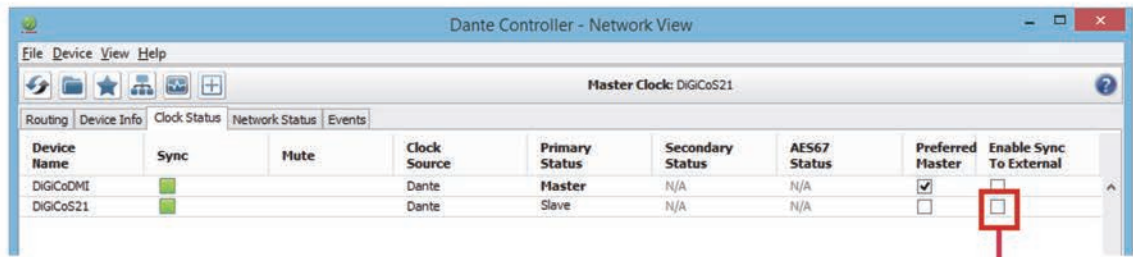 Dante Controller - Network View
File Device View Help
Master Clock: DiGiCoS21
Routing Device Info Clock Status Network Status Events
Device Name Sync Mute Clock Source Primary Status Secondary Status AES67 Status Preferred Master Enable Sync To External
DiGiCoDMI Dante Master N/A N/A
DiGiCoS21 Dante Slave N/A N/A